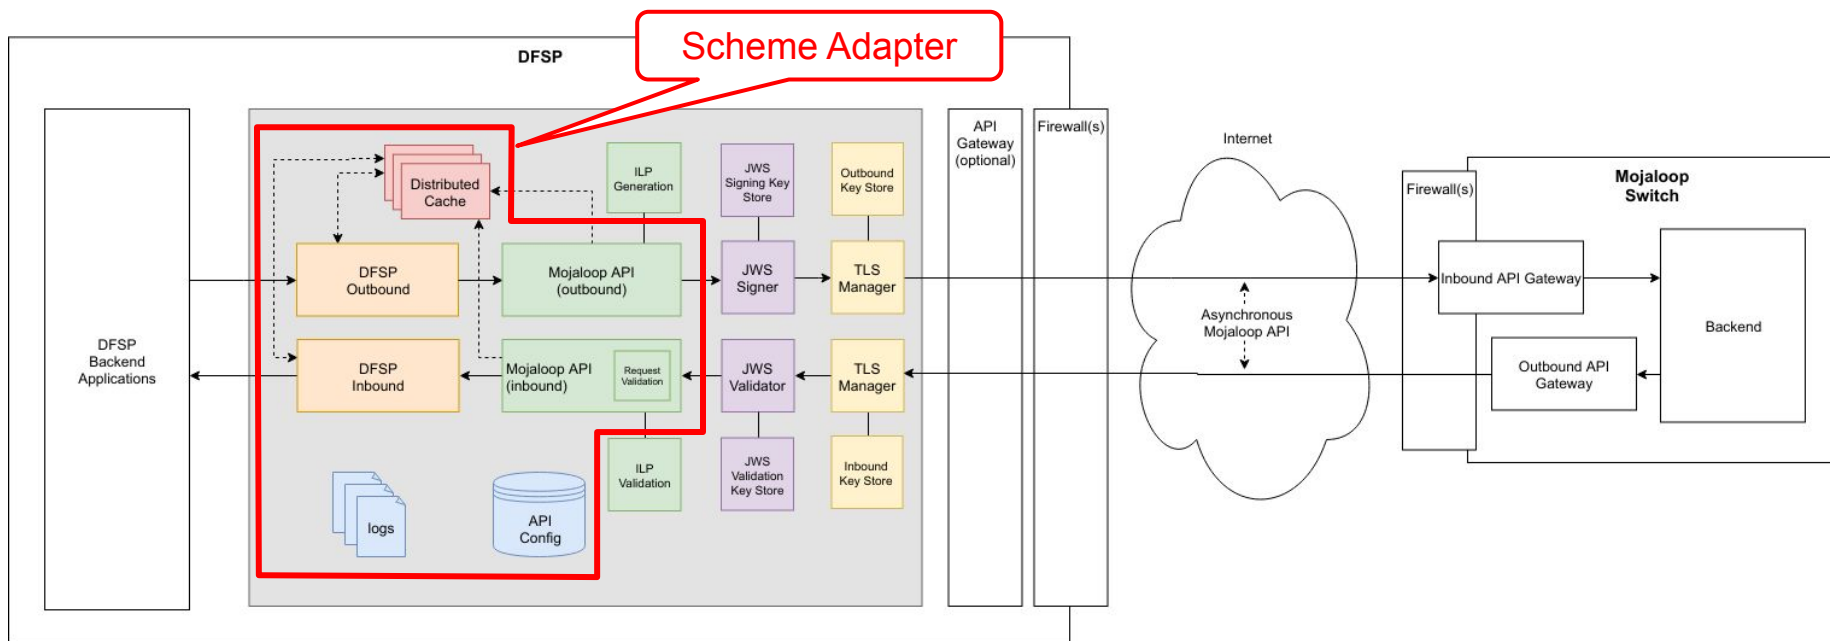 Scheme Adapter
DFSP
DFSP
Backend
Applications
Distributed
Cache
DFSP
Outbound
DFSP
Inbound
logs
API
Config
Mojaloop API
(outbound)
Mojaloop API
(inbound)
Request
Validation
ILP
Generation
ILP
Validation
JWS
Signing Key
Store
JWS
Signer
JWS
Validator
JWS
Validation
Key Store
Outbound
Key Store
TLS
Manager
TLS
Manager
Inbound
Key Store
API
Gateway
(optional)
Firewall(s)
Internet
Asynchronous
Mojaloop API
Firewall(s)
Mojaloop
Switch
Inbound API Gateway
Outbound API
Gateway
Backend